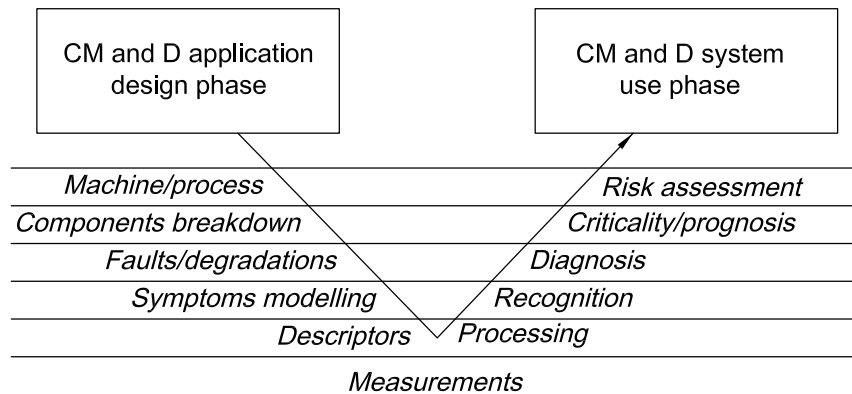 CM and D application
design phase
CM and D system
use phase
Machine/process
Risk assessment
Components breakdown
Criticality/prognosis
Faults/degradations
Diagnosis
Symptoms modelling
Recognition
Descriptors
Processing
Measurements